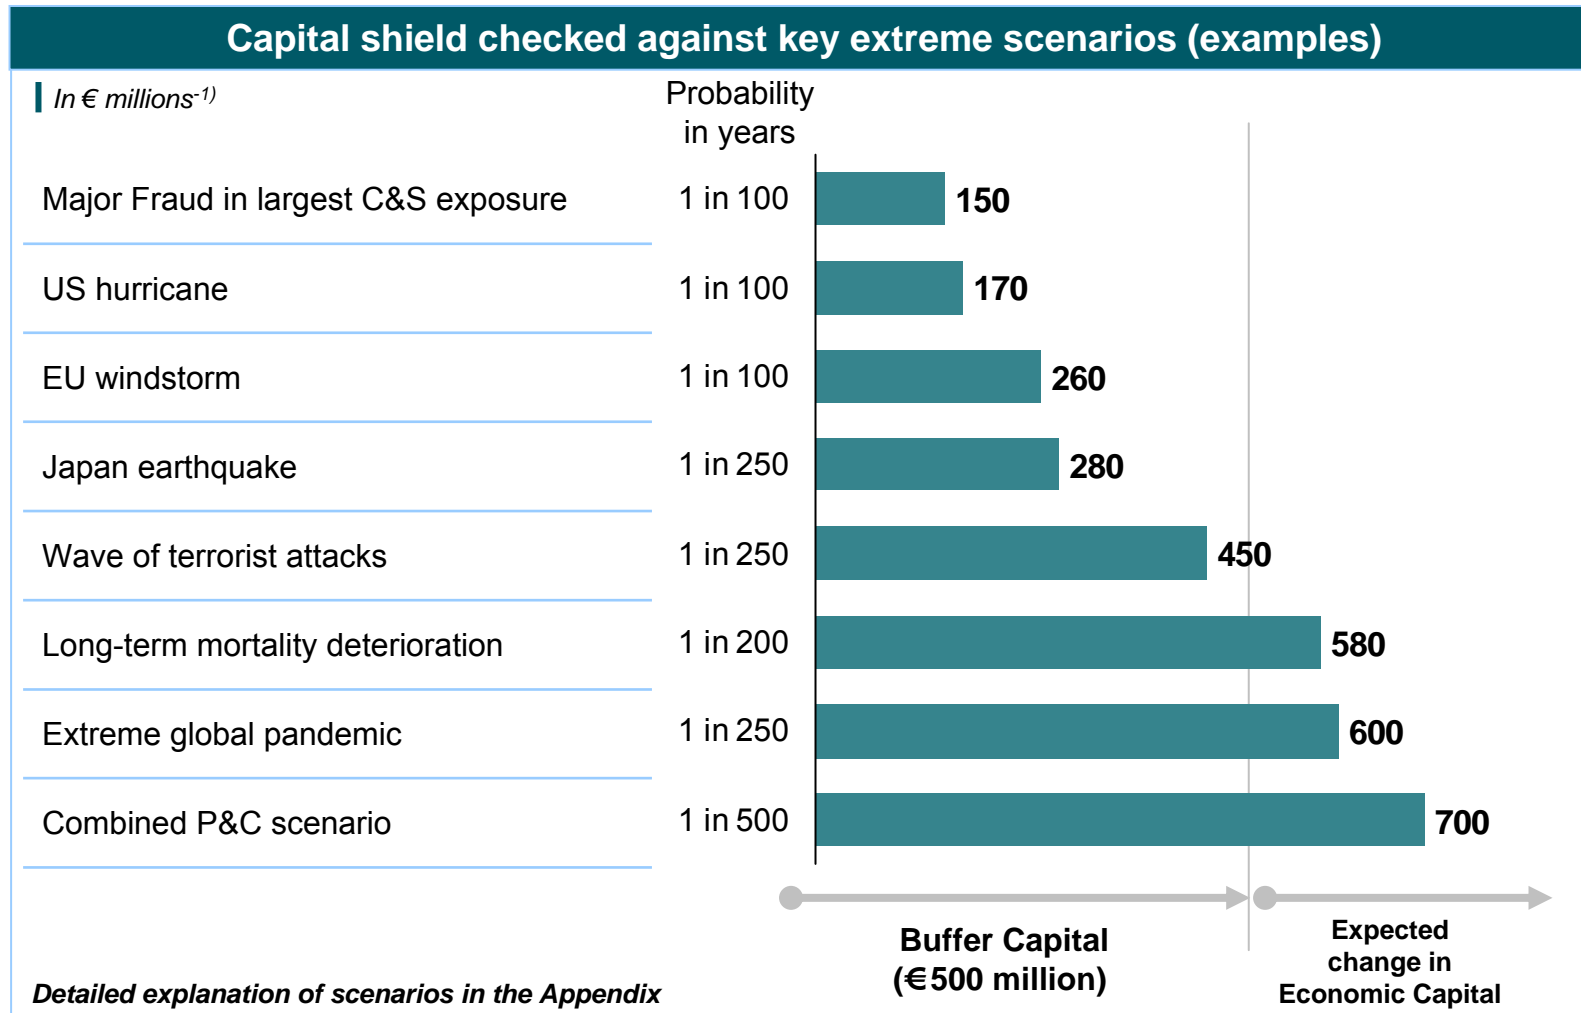 Capital shield checked against key extreme scenarios (examples)
In € millions-1)
Probability
in years
Major Fraud in largest C&S exposure 1 in 100 150
US hurricane 1 in 100 170
EU windstorm 1 in 100 260
Japan earthquake 1 in 250 280
Wave of terrorist attacks 1 in 250 450
Long-term mortality deterioration 1 in 200 580
Extreme global pandemic 1 in 250 600
Combined P&C scenario 1 in 500 700
Buffer Capital
(€500 million)
Expected
change in
Economic Capital
Detailed explanation of scenarios in the Appendix